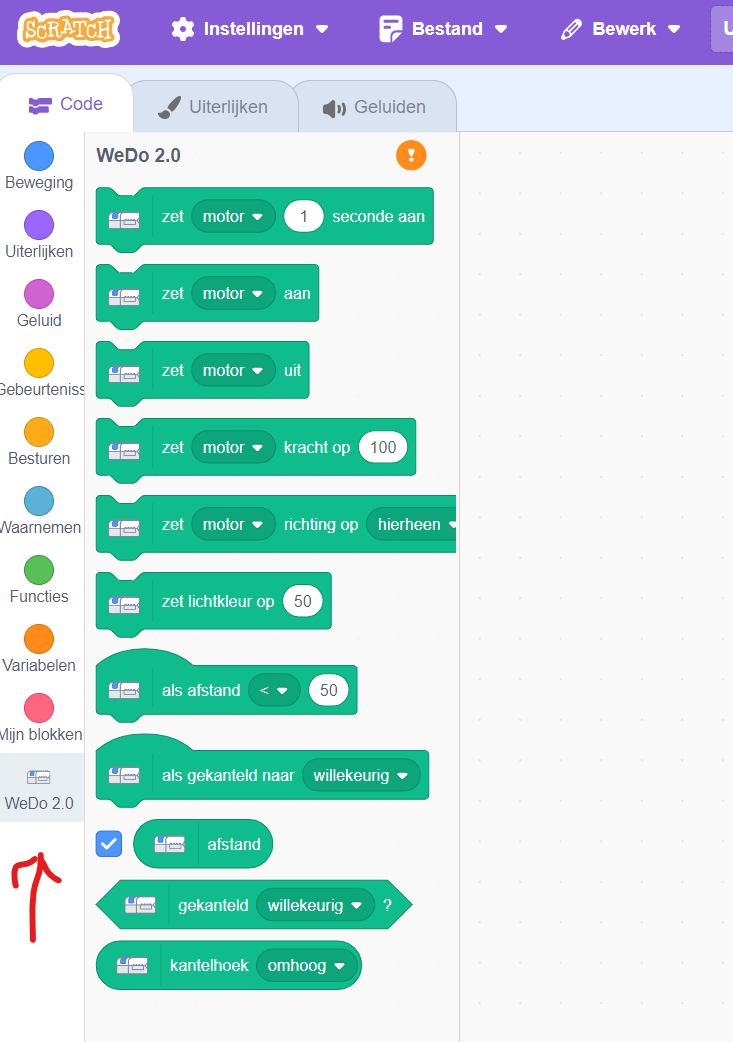 SCRATCH
Instellingen
Bestand
Bewerk
U
Code
Uiterlijken
Geluiden
Beweging
Uiterlijken
Geluid
Gebeurteniss
Besturen
Waarnemen
Functies
Variabelen
Mijn blokken
WeDo 2.0
WeDo 2.0
zet motor 1 seconde aan
zet motor aan
zet motor uit
zet motor kracht op 100
zet motor richting op hierheen
zet lichtkleur op 50
als afstand < 50
als gekanteld naar willekeurig
afstand
gekanteld willekeurig ?
kantelhoek omhoog